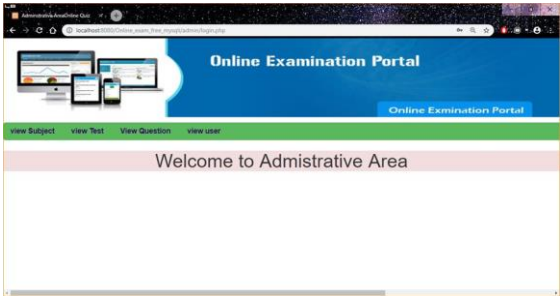 Administrative AreaOnline Quiz
localhost:8080/Online_exam_free_mysql/admin/login.php
Online Examination Portal
Online Exmination Portal
view Subject view Test View Question view user
Welcome to Admistrative Area